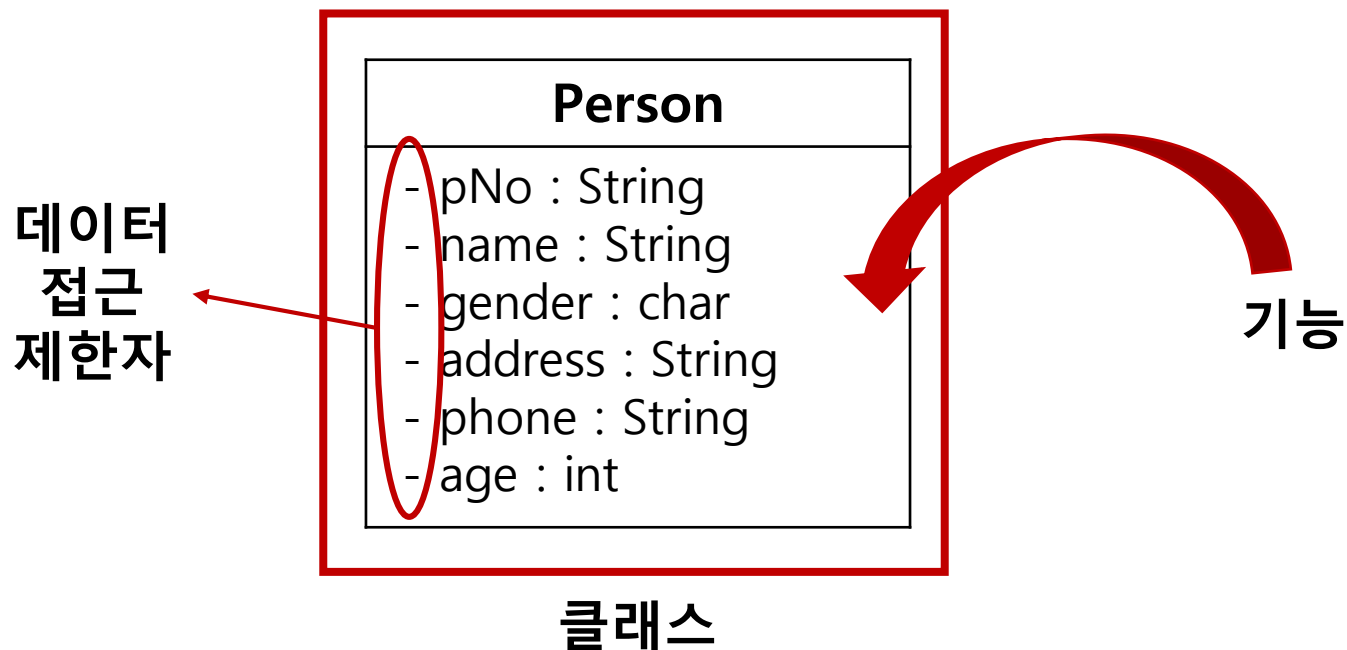 Person
- pNo : String
- name : String
- gender : char
- address : String
- phone : String
- age : int
데이터
접근
제한자
기능
클래스